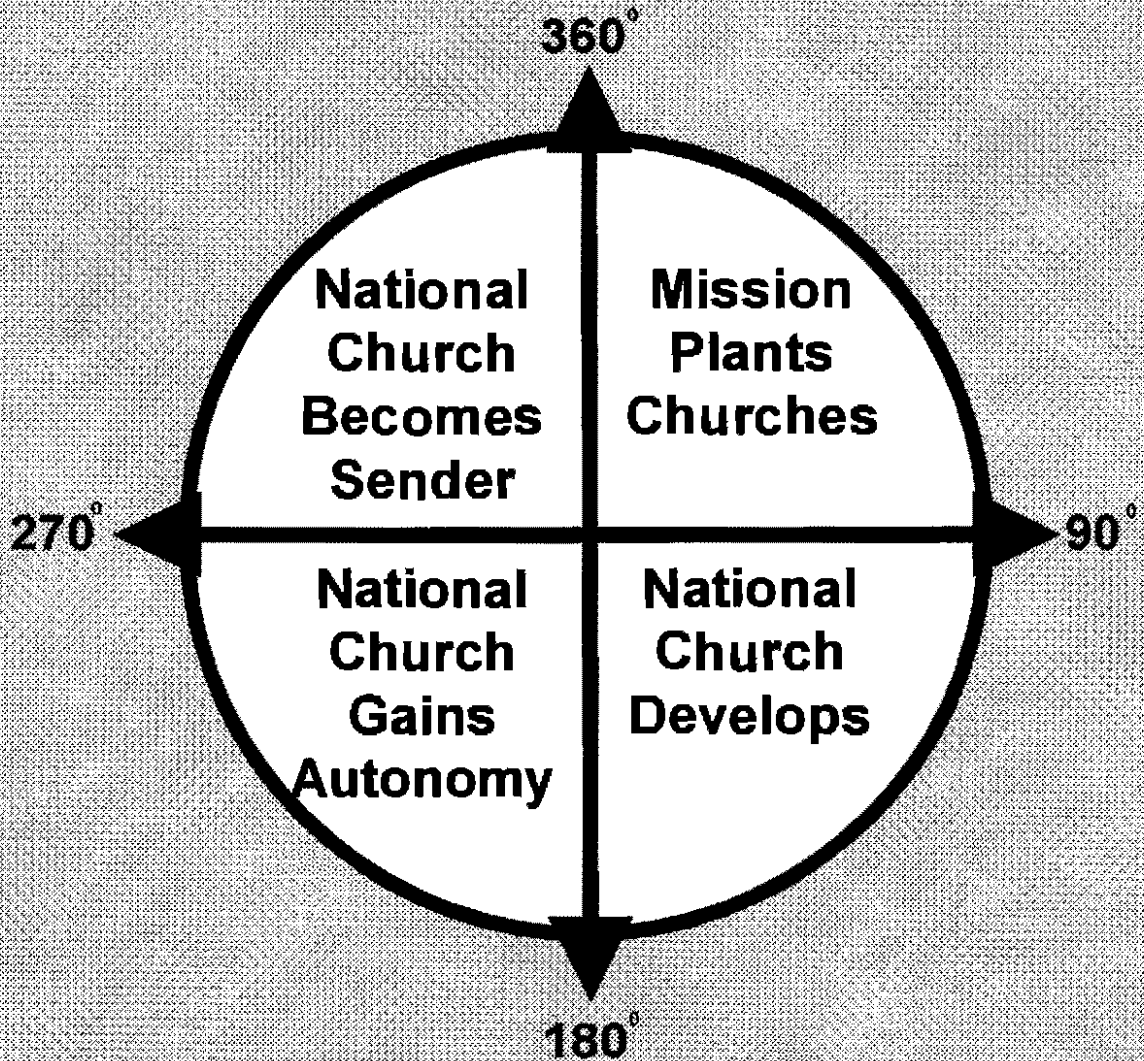 360°
National
Church
Becomes
Sender
Mission
Plants
Churches
270°
90°
National
Church
Gains
Autonomy
National
Church
Develops
180°